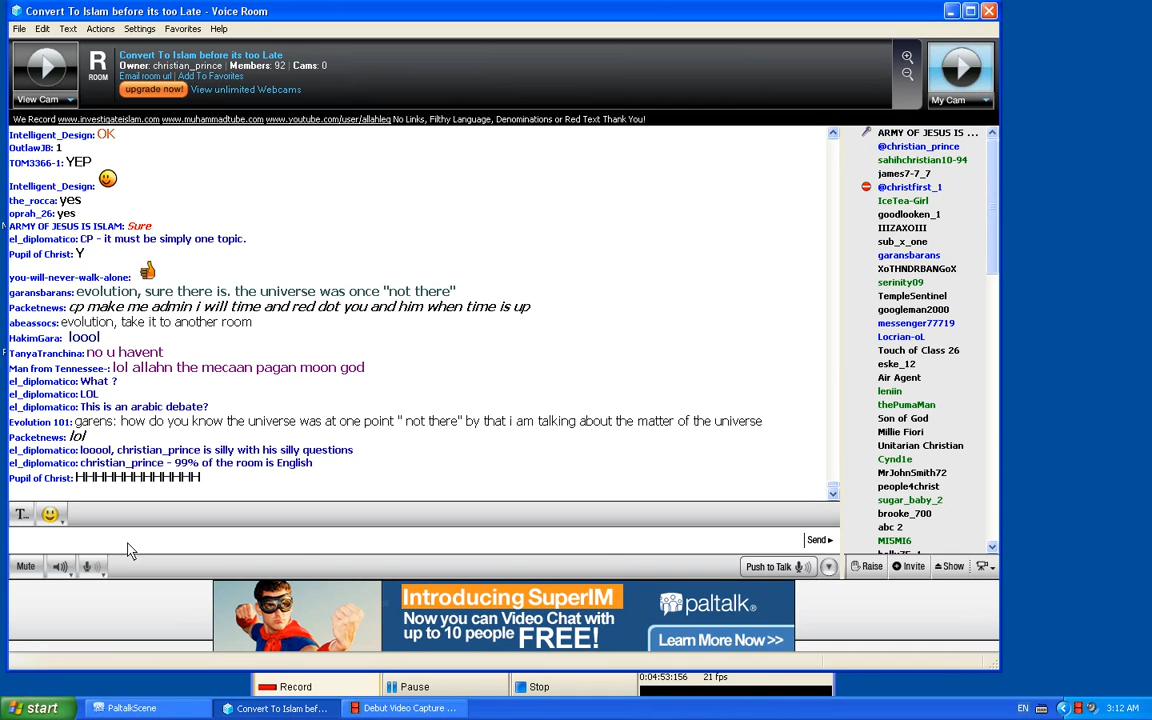 Convert To Islam before its too Late - Voice Room
File Edit Text Actions Settings Favorites Help
R
ROOM
Convert To Islam before its too Late
Owner: christian_prince | Members: 92 | Cams: 0
Email room url | Add To Favorites
upgrade now! View unlimited Webcams
View Cam
My Cam
We Record www.investigateislam.com www.muhammadtube.com www.youtube.com/user/allahleg No Links, Filthy Language, Denominations or Red Text Thank You!
Intelligent_Design: OK
OutlawJB: 1
TOM3366-1: YEP
Intelligent_Design:
the_rocca: yes
oprah_26: yes
ARMY OF JESUS IS ISLAM: Sure
el_diplomatico: CP - it must be simply one topic.
Pupil of Christ: Y
you-will-never-walk-alone:
garansbarans: evolution, sure there is. the universe was once "not there"
Packetnews: cp make me admin i will time and red dot you and him when time is up
abeassocs: evolution, take it to another room
HakimGara: loool
TanyaTranchina: no u havent
Man from Tennessee-: lol allahn the mecaan pagan moon god
el_diplomatico: What ?
el_diplomatico: LOL
el_diplomatico: This is an arabic debate?
Evolution 101: garens: how do you know the universe was at one point " not there" by that i am talking about the matter of the universe
Packetnews: lol
el_diplomatico: looool, christian_prince is silly with his silly questions
el_diplomatico: christian_prince - 99% of the room is English
Pupil of Christ: HHHHHHHHHHHHH
ARMY OF JESUS IS ...
@christian_prince
sahihchristian10-94
james7-7_7
@christfirst_1
IceTea-Girl
goodlooken_1
IIIZAXOIII
sub_x_one
garansbarans
XoTHNDRBANGoX
serinity09
TempleSentinel
googleman2000
messenger77719
Locrian-oL
Touch of Class 26
eske_12
Air Agent
leniin
thePumaMan
Son of God
Millie Fiori
Unitarian Christian
Cynd1e
MrJohnSmith72
people4christ
sugar_baby_2
brooke_700
abc 2
MISMI6
T...
Send
Mute
Push to Talk
Raise Invite Show
Introducing SuperIM
Now you can Video Chat with
up to 10 people FREE!
paltalk
Learn More Now >>
Record Pause Stop 0:04:53:156 21 fps
start PaltalkScene Convert To Islam bef... Debut Video Capture ... EN 3:12 AM